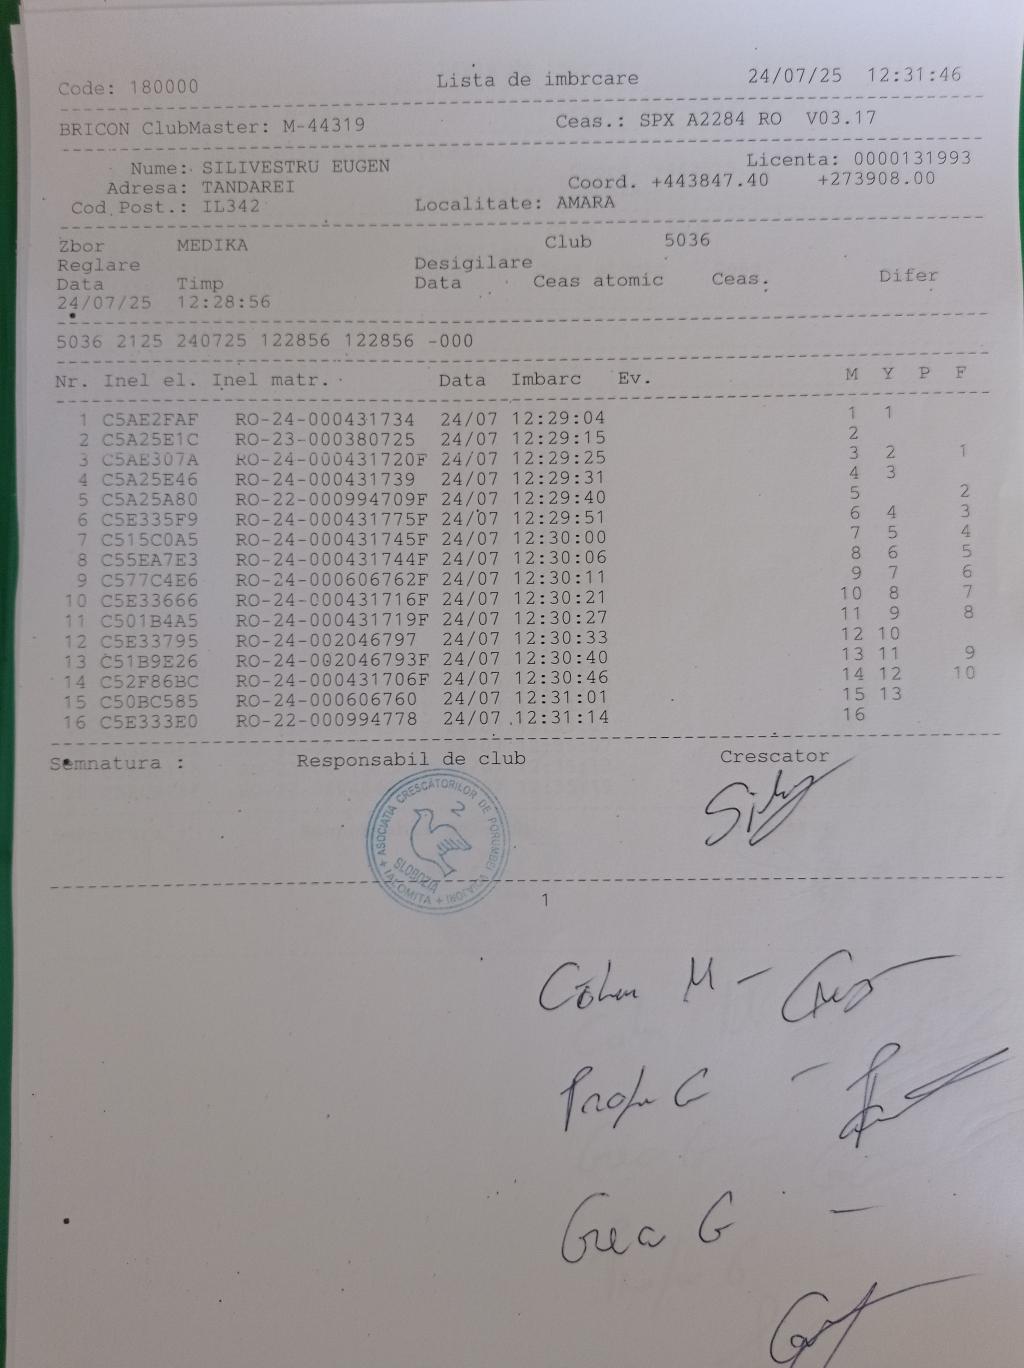 Code: 180000 Lista de imbrcare 24/07/25 12:31:46
BRICON ClubMaster: M-44319 Ceas.: SPX A2284 RO V03.17
Nume: SILIVESTRU EUGEN Licenta: 0000131993
Adresa: TANDAREI Coord. +443847.40 +273908.00
Cod Post.: IL342 Localitate: AMARA
Zbor MEDIKA Club 5036
Reglare Desigilare
Data Timp Data Ceas atomic Ceas. Difer
24/07/25 12:28:56
5036 2125 240725 122856 122856 -000
Nr. Inel el. Inel matr. Data Imbarc Ev. M Y P F
1 C5AE2FAF RO-24-000431734 24/07 12:29:04 1 1
2 C5A25E1C RO-23-000380725 24/07 12:29:15 2
3 C5AE307A RO-24-000431720F 24/07 12:29:25 3 2 1
4 C5A25E46 RO-24-000431739 24/07 12:29:31 4 3
5 C5A25A80 RO-22-000994709F 24/07 12:29:40 5 2
6 C5E335F9 RO-24-000431775F 24/07 12:29:51 6 4 3
7 C515C0A5 RO-24-000431745F 24/07 12:30:00 7 5 4
8 C55EA7E3 RO-24-000431744F 24/07 12:30:06 8 6 5
9 C577C4E6 RO-24-000606762F 24/07 12:30:11 9 7 6
10 C5E33666 RO-24-000431716F 24/07 12:30:21 10 8 7
11 C501B4A5 RO-24-000431719F 24/07 12:30:27 11 9 8
12 C5E33795 RO-24-002046797 24/07 12:30:33 12 10
13 C51B9E26 RO-24-002046793F 24/07 12:30:40 13 11 9
14 C52F86BC RO-24-000431706F 24/07 12:30:46 14 12 10
15 C50BC585 RO-24-000606760 24/07 12:31:01 15 13
16 C5E333E0 RO-22-000994778 24/07 12:31:14 16
Semnatura : Responsabil de club Crescator
ASOCIATIA CRESCATORILOR DE PORUMBEI VOIAJORI + IALOMITA +
2
SLOBOZIA
1
M -
G -
Grea G -